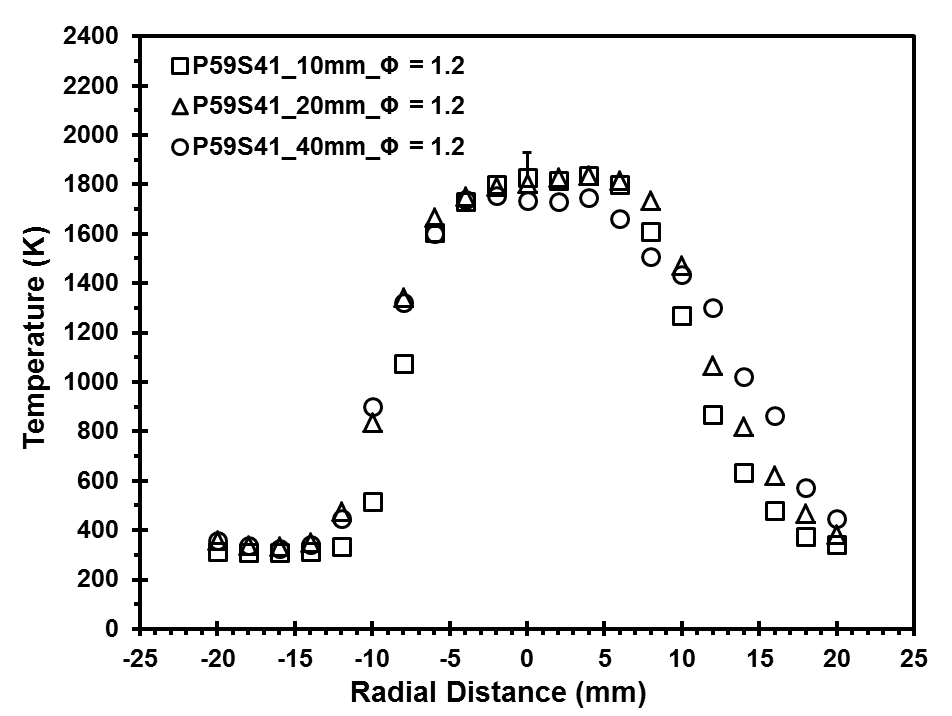 2400
2200
2000
1800
1600
1400
1200
1000
800
600
400
200
0
Temperature (K)
P59S41_10mm_Φ = 1.2
P59S41_20mm_Φ = 1.2
P59S41_40mm_Φ = 1.2
-25 -20 -15 -10 -5 0 5 10 15 20 25
Radial Distance (mm)